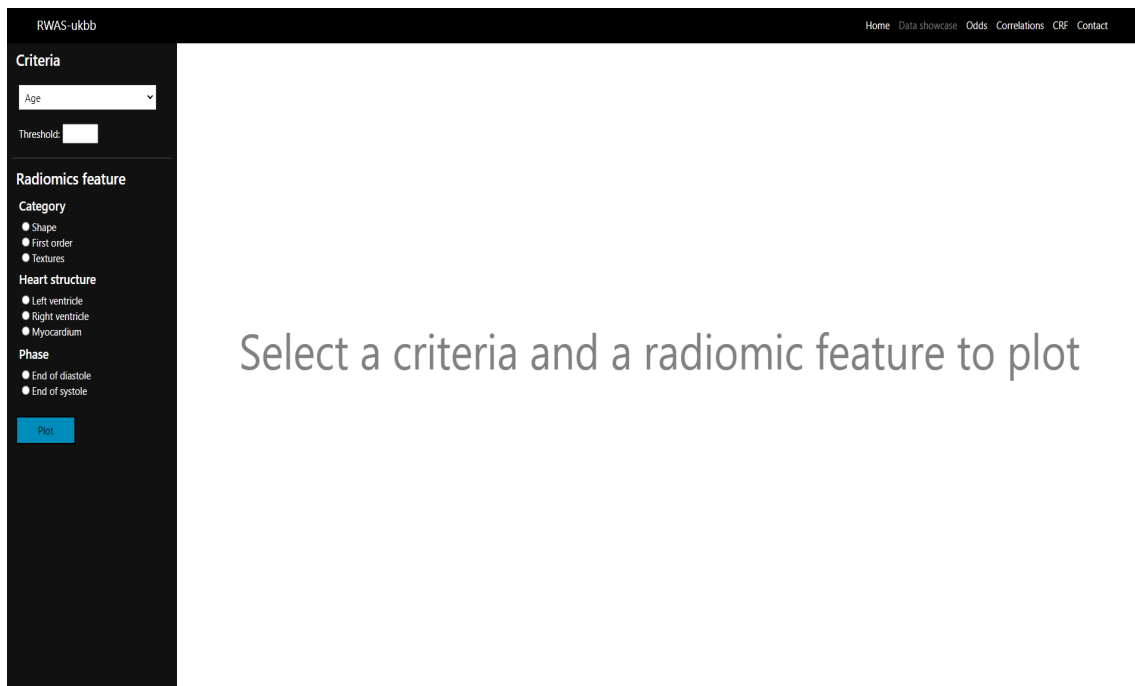 RWAS-ukbb
Home Data showcase Odds Correlations CRF Contact
Criteria
Age
Threshold:
Radiomics feature
Category
Shape
First order
Textures
Heart structure
Left ventricle
Right ventricle
Myocardium
Phase
End of diastole
End of systole
Plot
Select a criteria and a radiomic feature to plot